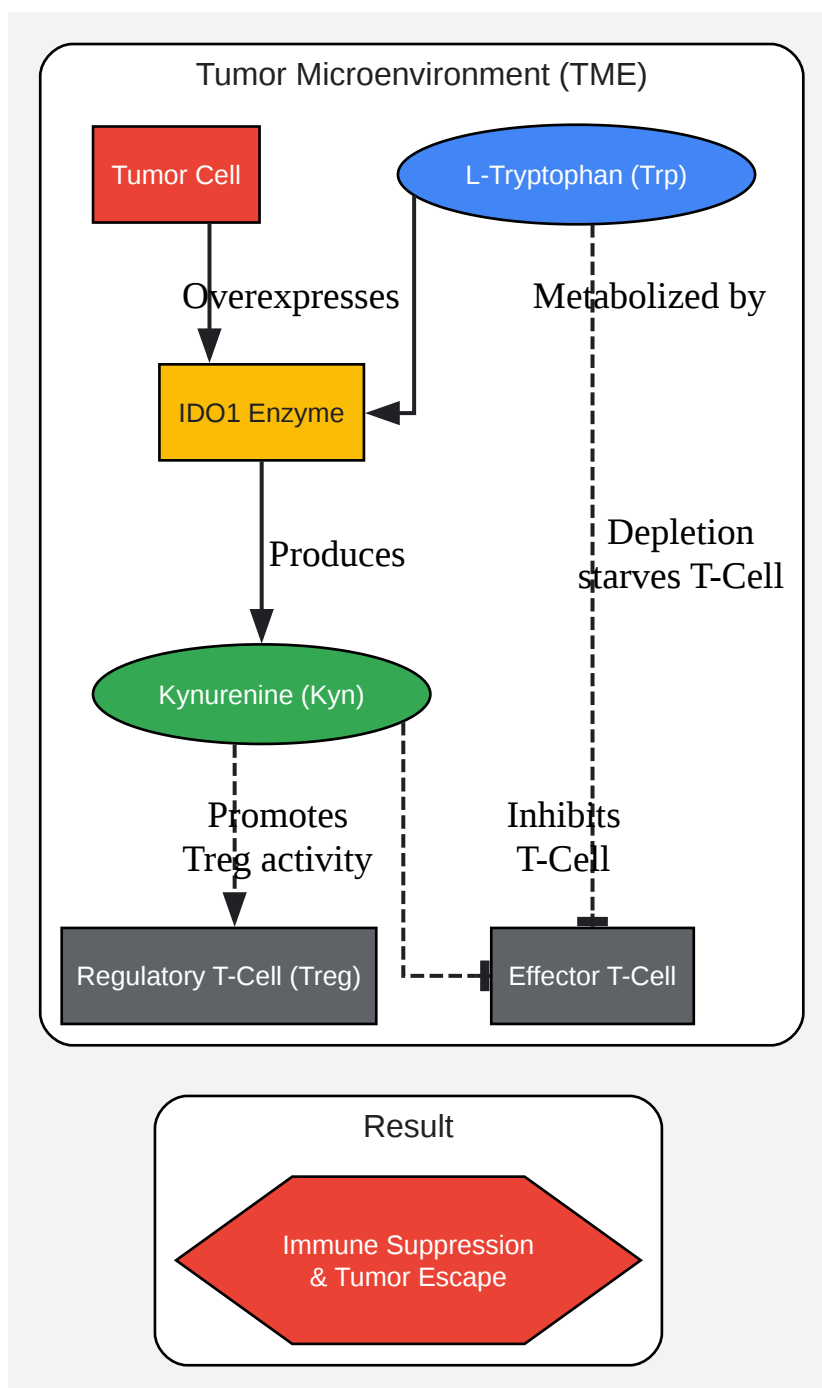 Tumor Microenvironment (TME)
Tumor Cell
L-Tryptophan (Trp)
Overexpresses
Metabolized by
IDO1 Enzyme
Produces
Depletion
starves T-Cell
Kynurenine (Kyn)
Promotes
Treg activity
Inhibits
T-Cell
Regulatory T-Cell (Treg)
Effector T-Cell
Result
Immune Suppression
& Tumor Escape